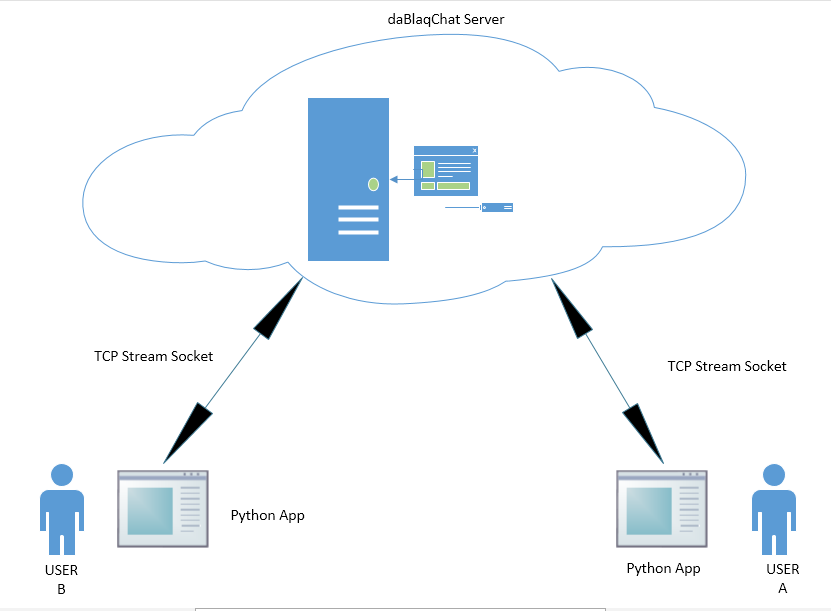 daBlaqChat Server
TCP Stream Socket
TCP Stream Socket
Python App
USER
B
Python App
USER
A